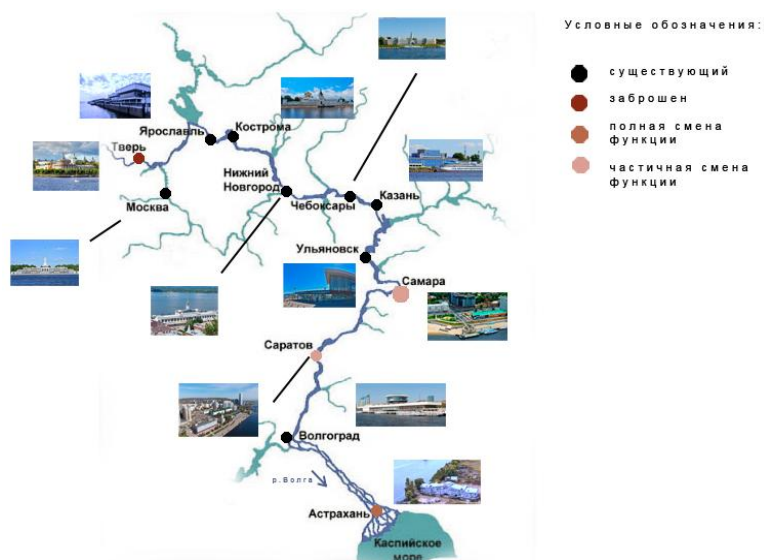 Условные обозначения:
существующий
заброшен
полная смена
функции
частичная смена
функции
Ярославль
Кострома
Тверь
Нижний
Новгород
Москва
Чебоксары
Казань
Ульяновск
Самара
Саратов
Волгоград
р.Волга
Астрахань
Каспийское
море